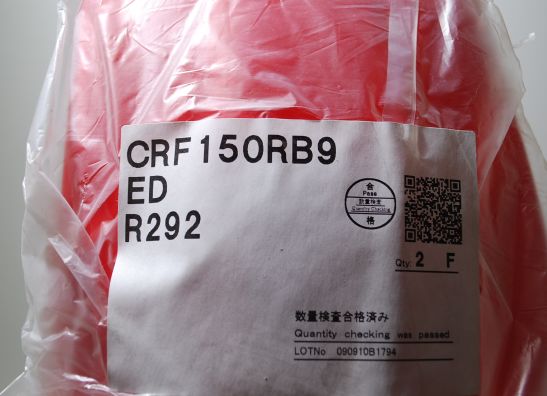 CRF150RB9
ED
R292
合
Pass
数量検査
Quantity Checking
格
Qty: 2 F
数量検査合格済み
Quantity checking was passed
LOTNo 090910B1794